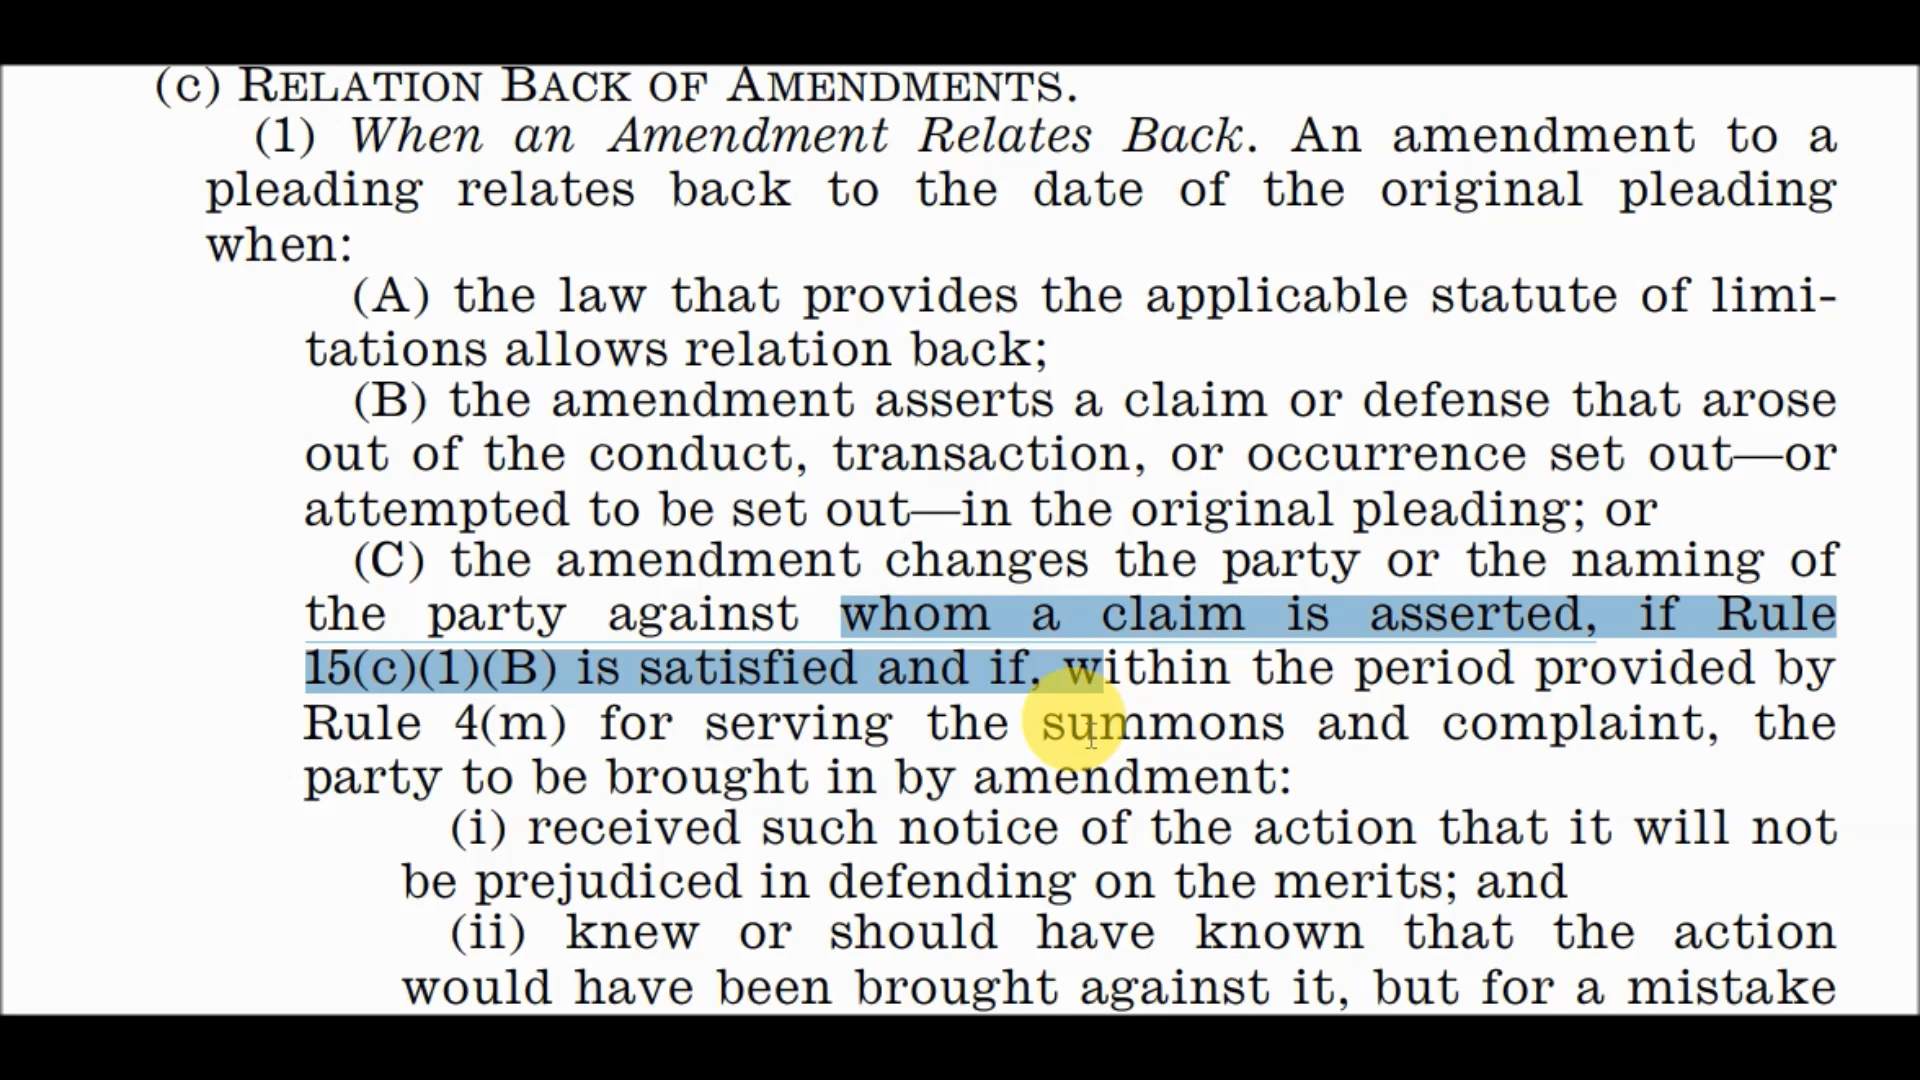 (c) RELATION BACK OF AMENDMENTS.
(1) When an Amendment Relates Back. An amendment to a
pleading relates back to the date of the original pleading
when:
(A) the law that provides the applicable statute of limi-
tations allows relation back;
(B) the amendment asserts a claim or defense that arose
out of the conduct, transaction, or occurrence set out—or
attempted to be set out—in the original pleading; or
(C) the amendment changes the party or the naming of
the party against whom a claim is asserted, if Rule
15(c)(1)(B) is satisfied and if, within the period provided by
Rule 4(m) for serving the summons and complaint, the
party to be brought in by amendment:
(i) received such notice of the action that it will not
be prejudiced in defending on the merits; and
(ii) knew or should have known that the action
would have been brought against it, but for a mistake